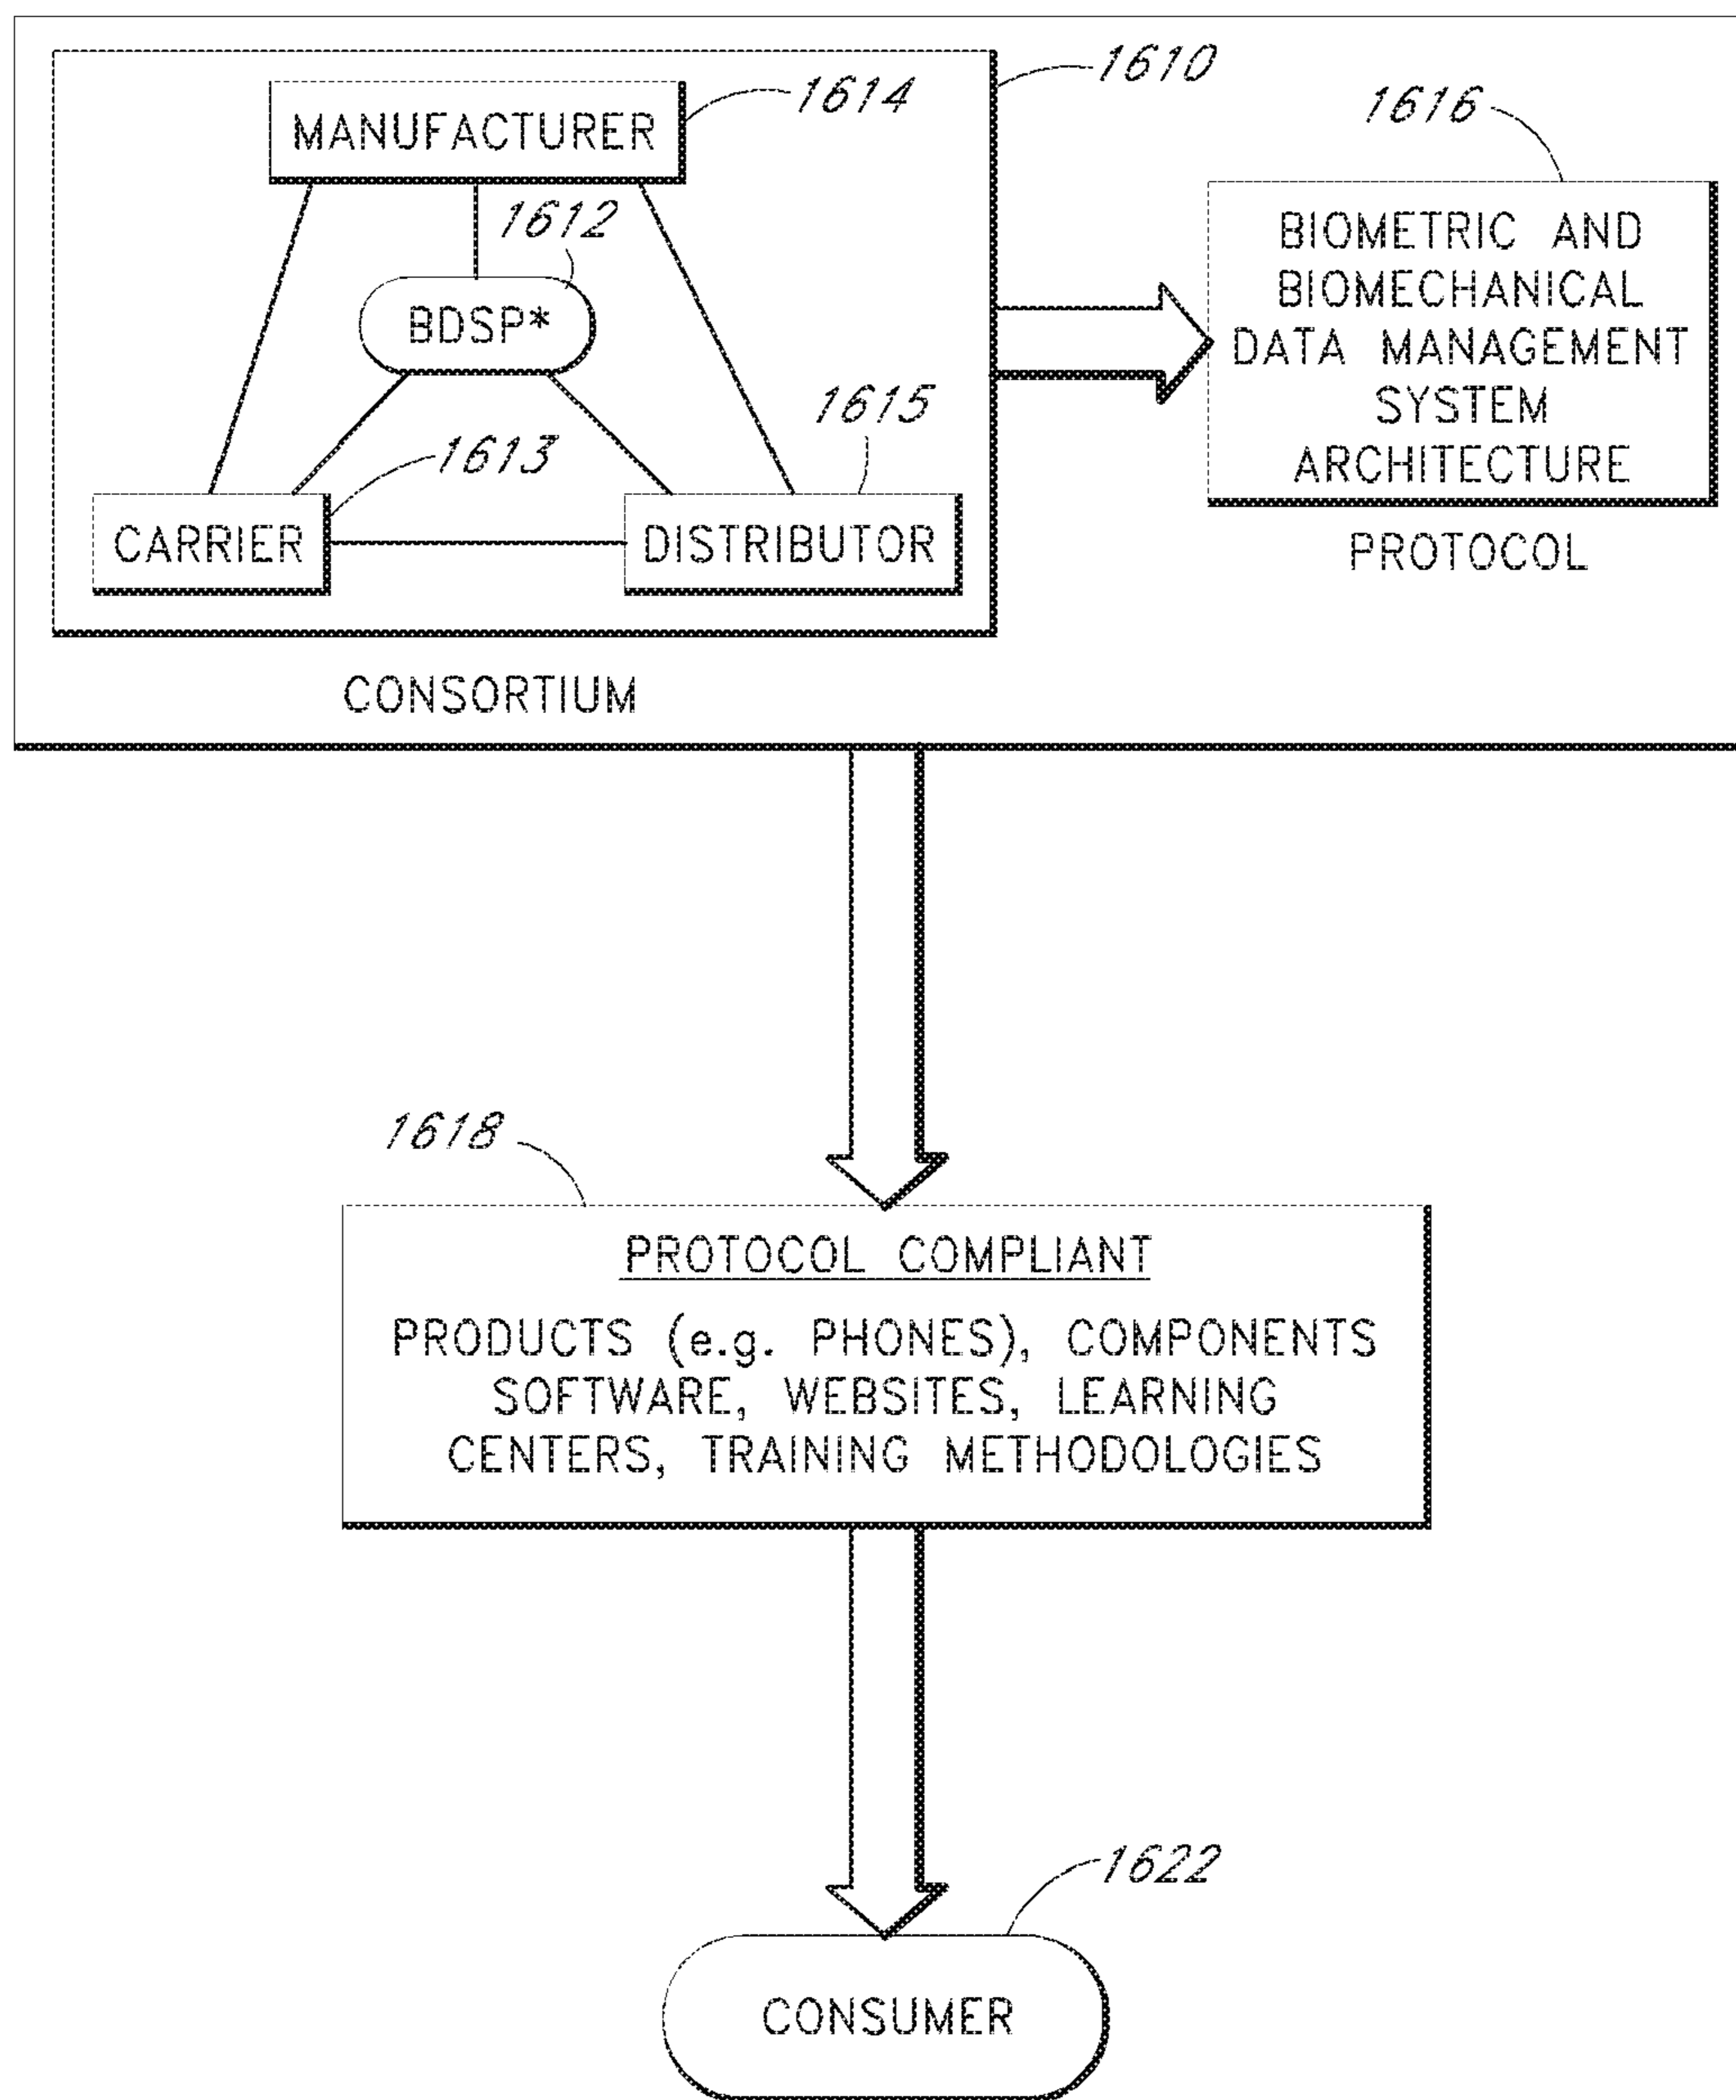 1610
1614
MANUFACTURER
1616
1612
BDSP*
BIOMETRIC AND
BIOMECHANICAL
DATA MANAGEMENT
SYSTEM
ARCHITECTURE
1615
1613
CARRIER
DISTRIBUTOR
PROTOCOL
CONSORTIUM
1618
PROTOCOL COMPLIANT
PRODUCTS (e.g. PHONES), COMPONENTS
SOFTWARE, WEBSITES, LEARNING
CENTERS, TRAINING METHODOLOGIES
1622
CONSUMER